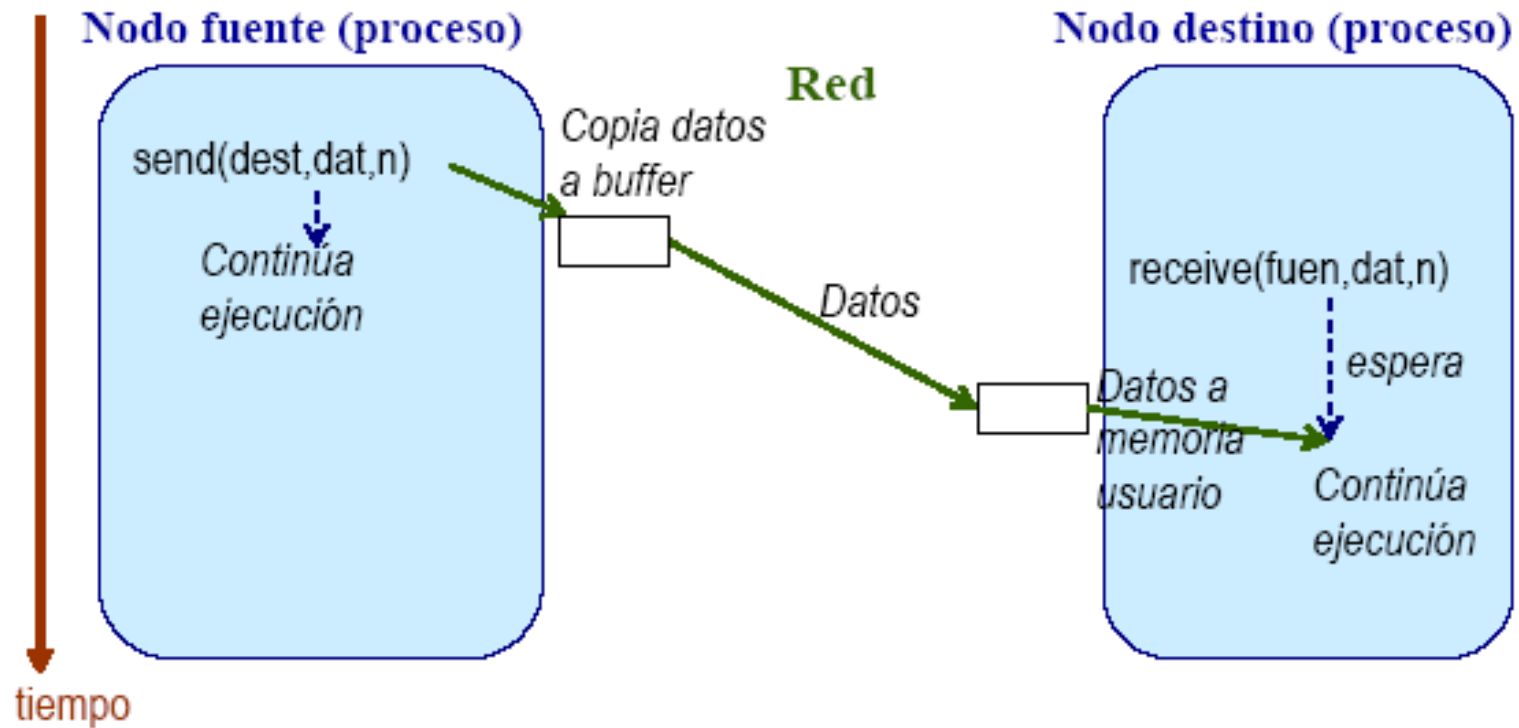 Nodo fuente (proceso)
Nodo destino (proceso)
Red
Copia datos
a buffer
send(dest,dat,n)
Continúa
ejecución
Datos
receive(fuen,dat,n)
espera
Datos a
memoria
usuario
Continúa
ejecución
tiempo